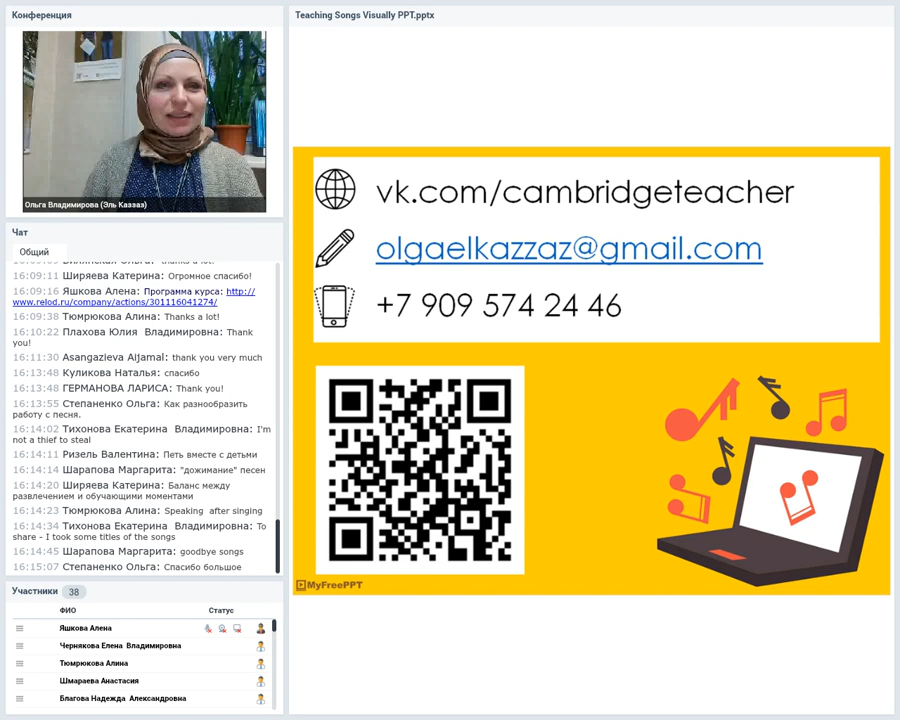 Конференция
Ольга Владимирова (Эль Каззаз)
Чат
Общий
thanks a lot!
16:09:11 Ширяева Катерина: Огромное спасибо!
16:09:16 Яшкова Алена: Программа курса: http://
www.relod.ru/company/actions/301116041274/
16:09:38 Тюмрюкова Алина: Thanks a lot!
16:10:22 Плахова Юлия Владимировна: Thank
you!
16:11:30 Asangazieva Aijamal: thank you very much
16:13:48 Куликова Наталья: спасибо
16:13:48 ГЕРМАНОВА ЛАРИСА: Thank you!
16:13:55 Степаненко Ольга: Как разнообразить
работу с песня.
16:14:02 Тихонова Екатерина Владимировна: I'm
not a thief to steal
16:14:11 Ризель Валентина: Петь вместе с детьми
16:14:14 Шарапова Маргарита: "дожимание" песен
16:14:20 Ширяева Катерина: Баланс между
развлечением и обучающими моментами
16:14:23 Тюмрюкова Алина: Speaking after singing
16:14:34 Тихонова Екатерина Владимировна: To
share - I took some titles of the songs
16:14:45 Шарапова Маргарита: goodbye songs
16:15:07 Степаненко Ольга: Спасибо большое
Участники 38
ФИО Статус
Яшкова Алена
Чернякова Елена Владимировна
Тюмрюкова Алина
Шмараева Анастасия
Благова Надежда Александровна
Teaching Songs Visually PPT.pptx
vk.com/cambridgeteacher
olgaelkazzaz@gmail.com
+7 909 574 24 46
MyFreePPT